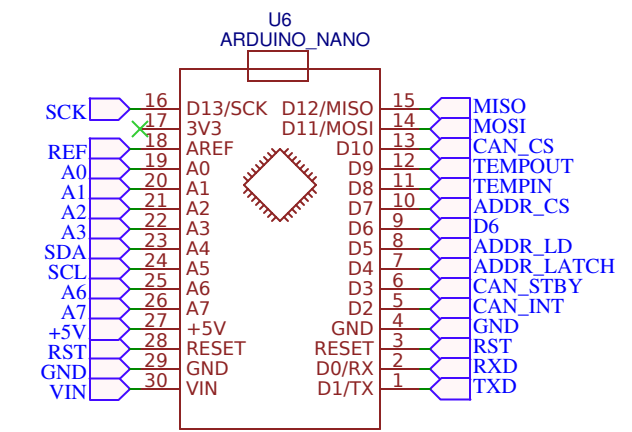 U6
ARDUINO_NANO
SCK 16 D13/SCK D12/MISO 15 MISO
17 3V3 D11/MOSI 14 MOSI
REF 18 AREF D10 13 CAN_CS
A0 19 A0 D9 12 TEMPOUT
A1 20 A1 D8 11 TEMPIN
A2 21 A2 D7 10 ADDR_CS
A3 22 A3 D6 9 D6
SDA 23 A4 D5 8 ADDR_LD
SCL 24 A5 D4 7 ADDR_LATCH
A6 25 A6 D3 6 CAN_STBY
A7 26 A7 D2 5 CAN_INT
+5V 27 +5V GND 4 GND
RST 28 RESET RESET 3 RST
GND 29 GND D0/RX 2 RXD
VIN 30 VIN D1/TX 1 TXD